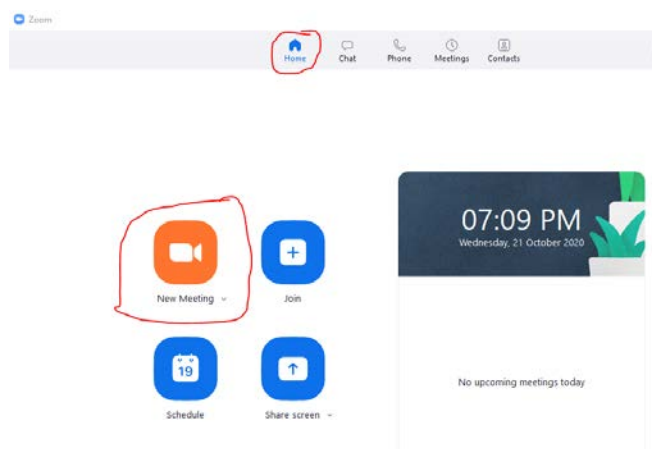 Zoom
Home Chat Phone Meetings Contacts
07:09 PM
Wednesday, 21 October 2020
New Meeting
Join
19
Schedule
Share screen
No upcoming meetings today